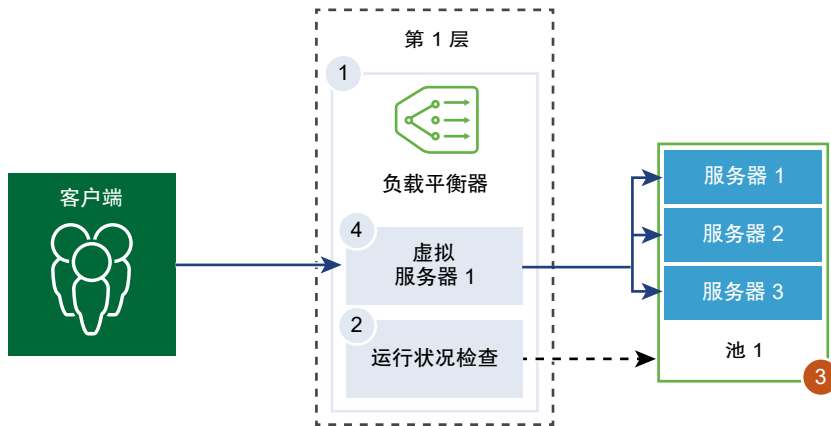 第 1 层
1
负载平衡器
客户端
4
虚拟
服务器 1
2
运行状况检查
服务器 1
服务器 2
服务器 3
池 1
3